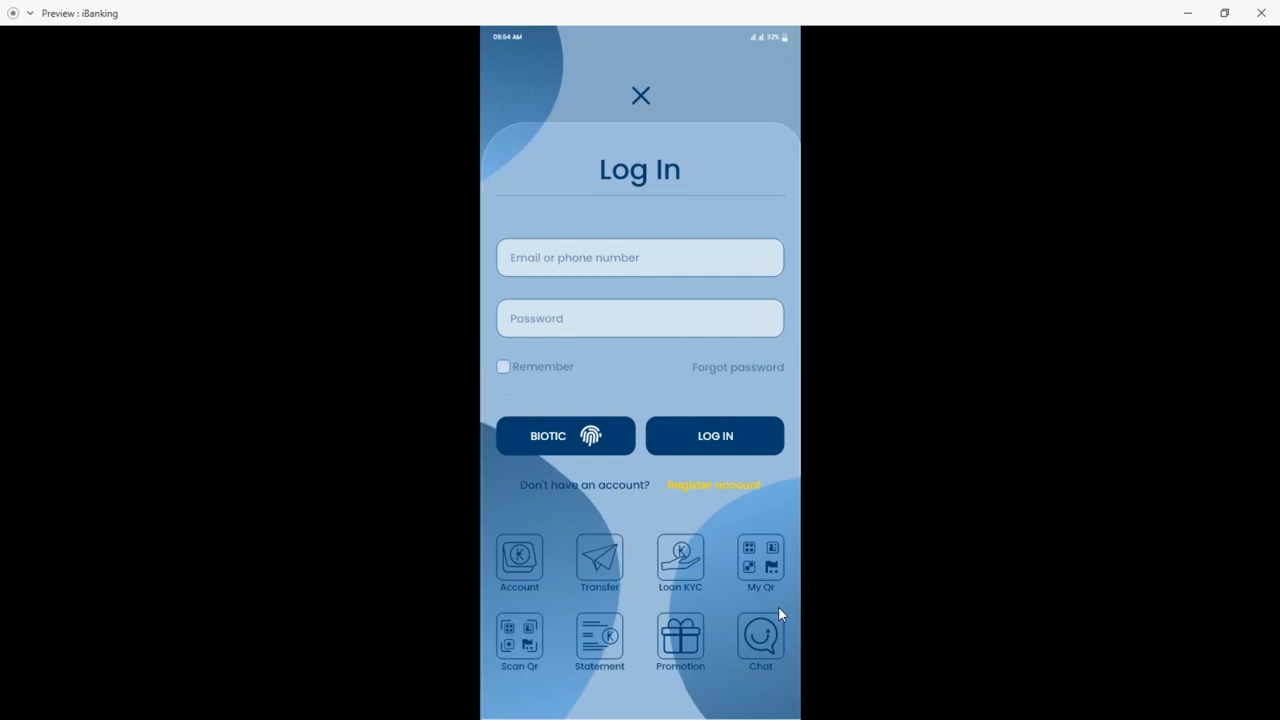 Preview : iBanking
09:54 AM
32%
Log In
Email or phone number
Password
Remember
Forgot password
BIOTIC
LOG IN
Don't have an account? Register account
Account
Transfer
Loan KYC
My Qr
Scan Qr
Statement
Promotion
Chat